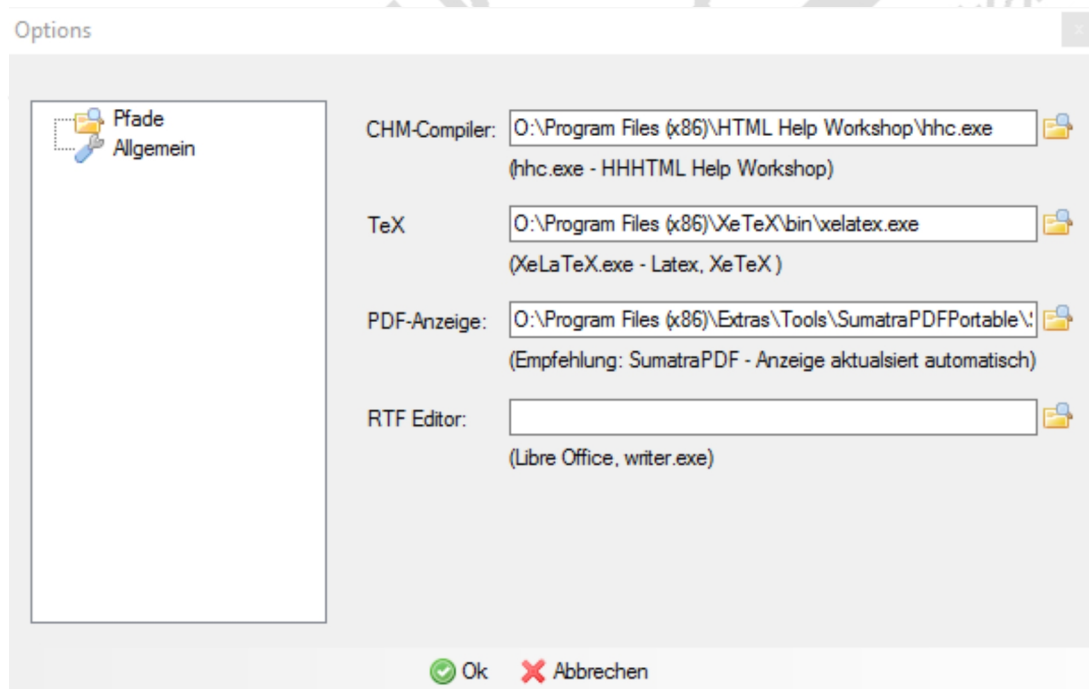 Options
Pfade
Allgemein
CHM-Compiler: O:\Program Files (x86)\HTML Help Workshop\hhc.exe
(hhc.exe - HHHTML Help Workshop)
TeX O:\Program Files (x86)\XeTeX\bin\xelatex.exe
(XeLaTeX.exe - Latex, XeTeX )
PDF-Anzeige: O:\Program Files (x86)\Extras\Tools\SumatraPDFPortable\
(Empfehlung: SumatraPDF - Anzeige aktualsiert automatisch)
RTF Editor:
(Libre Office, writer.exe)
Ok Abbrechen